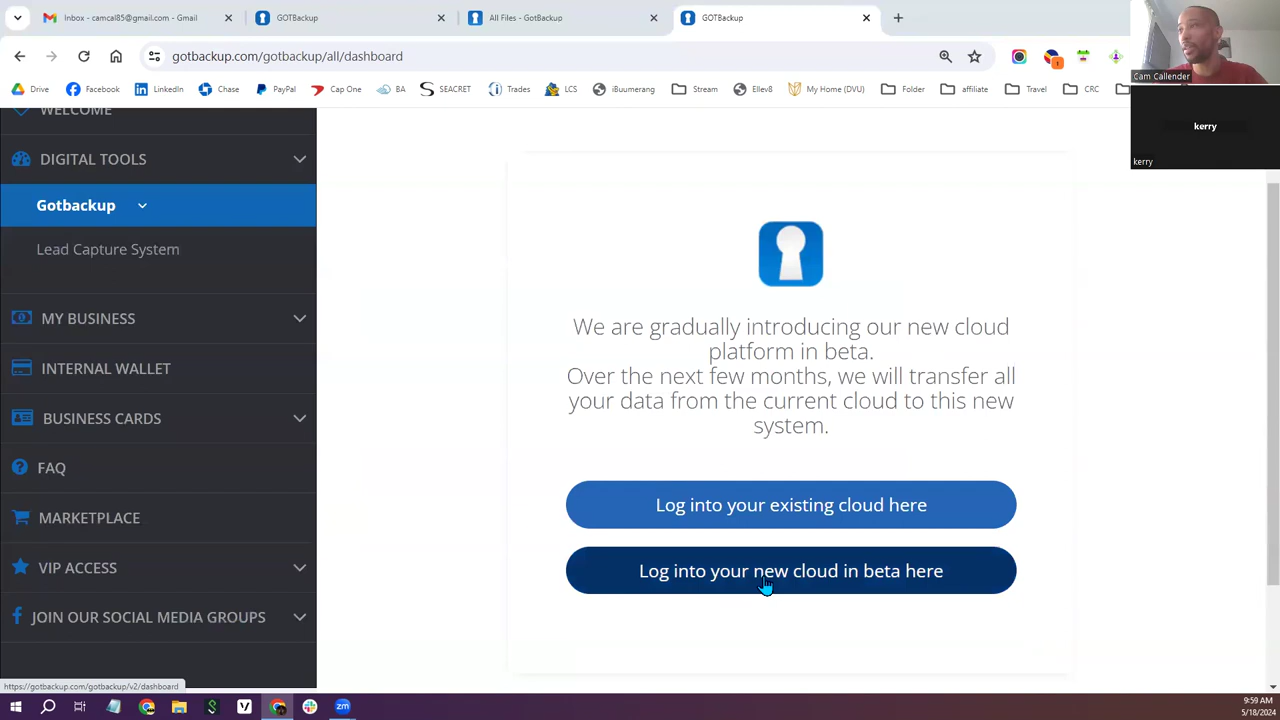 Inbox - camcal85@gmail.com - Gmail
GOTBackup
All Files - GotBackup
GOTBackup
gotbackup.com/gotbackup/all/dashboard
Cam Callender
Drive
Facebook
LinkedIn
Chase
PayPal
Cap One
BA
SEACRET
Trades
LCS
iBuumerang
Stream
Ellev8
My Home (DVU)
Folder
affiliate
Travel
CRC
kerry
kerry
WELCOME
DIGITAL TOOLS
Gotbackup
Lead Capture System
MY BUSINESS
INTERNAL WALLET
BUSINESS CARDS
FAQ
MARKETPLACE
VIP ACCESS
JOIN OUR SOCIAL MEDIA GROUPS
We are gradually introducing our new cloud
platform in beta.
Over the next few months, we will transfer all
your data from the current cloud to this new
system.
Log into your existing cloud here
Log into your new cloud in beta here
https://gotbackup.com/gotbackup/v2/dashboard
9:59 AM
5/18/2024